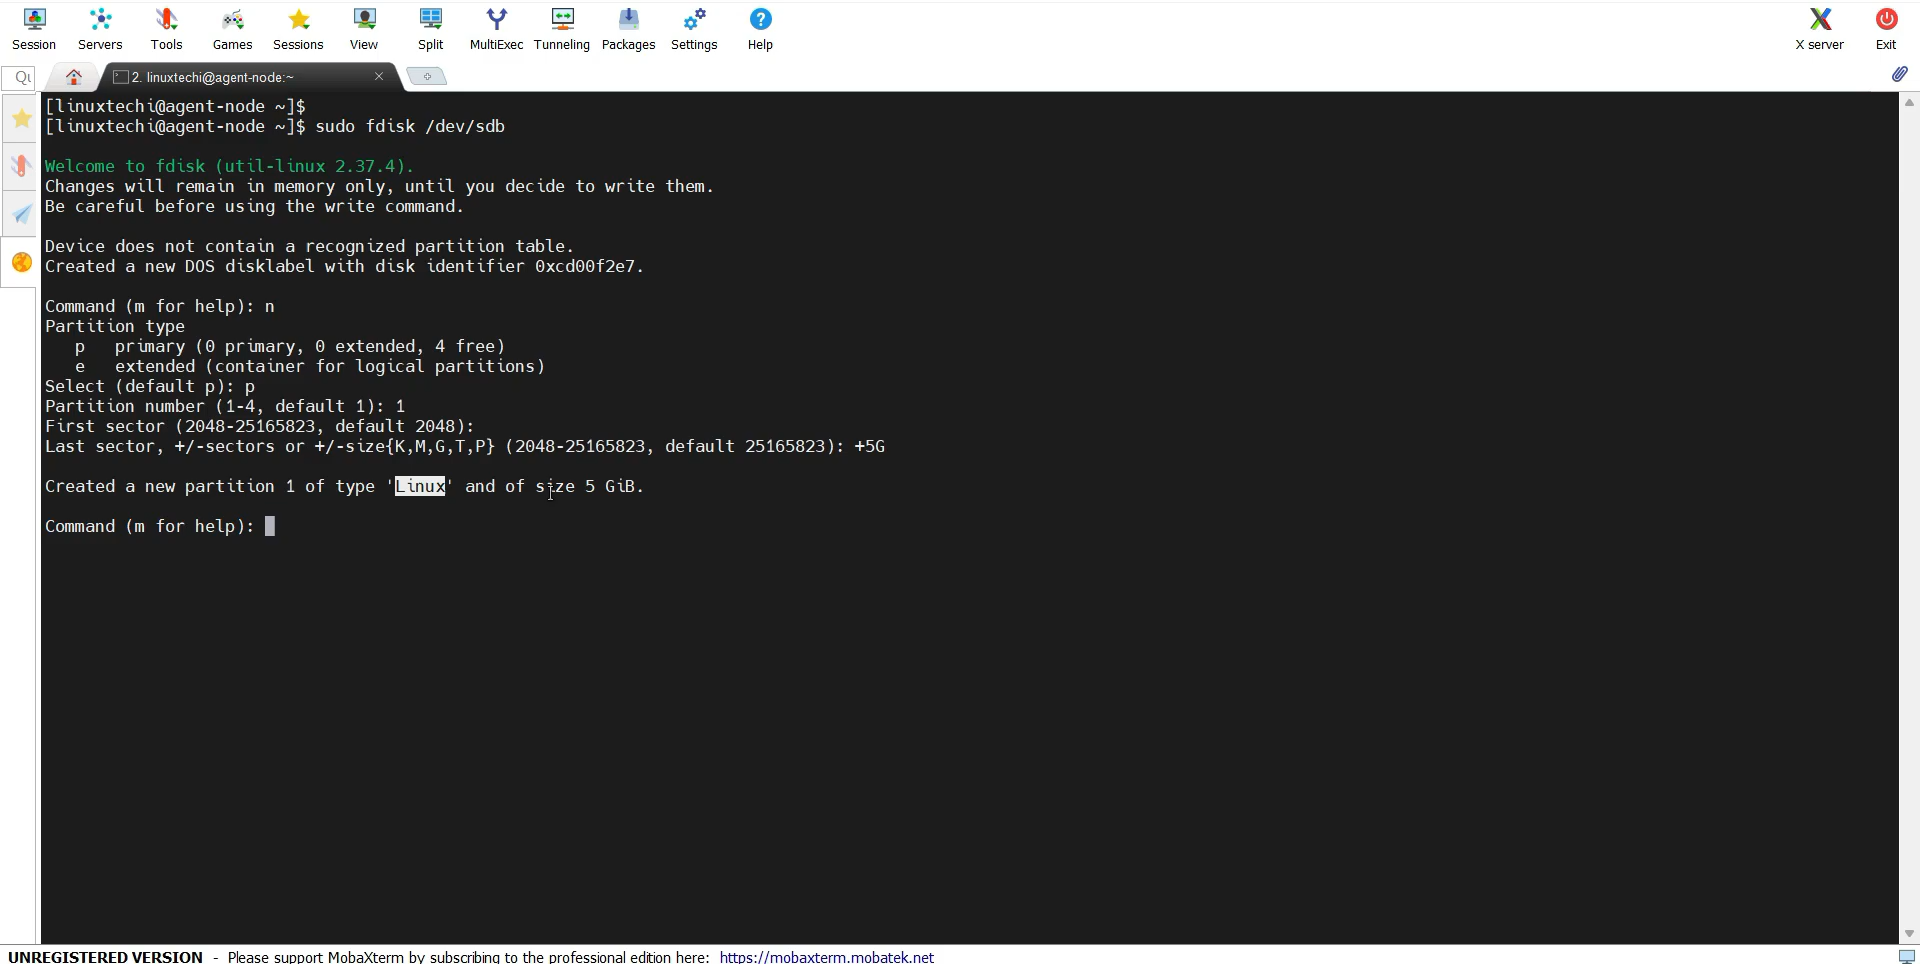 Session Servers Tools Games Sessions View Split MultiExec Tunneling Packages Settings Help X server Exit
Qu
2. linuxtechi@agent-node:~
[linuxtechi@agent-node ~]$
[linuxtechi@agent-node ~]$ sudo fdisk /dev/sdb
Welcome to fdisk (util-linux 2.37.4).
Changes will remain in memory only, until you decide to write them.
Be careful before using the write command.
Device does not contain a recognized partition table.
Created a new DOS disklabel with disk identifier 0xcd00f2e7.
Command (m for help): n
Partition type
   p   primary (0 primary, 0 extended, 4 free)
   e   extended (container for logical partitions)
Select (default p): p
Partition number (1-4, default 1): 1
First sector (2048-25165823, default 2048):
Last sector, +/-sectors or +/-size{K,M,G,T,P} (2048-25165823, default 25165823): +5G
Created a new partition 1 of type 'Linux' and of size 5 GiB.
Command (m for help):
UNREGISTERED VERSION - Please support MobaXterm by subscribing to the professional edition here: https://mobaxterm.mobatek.net